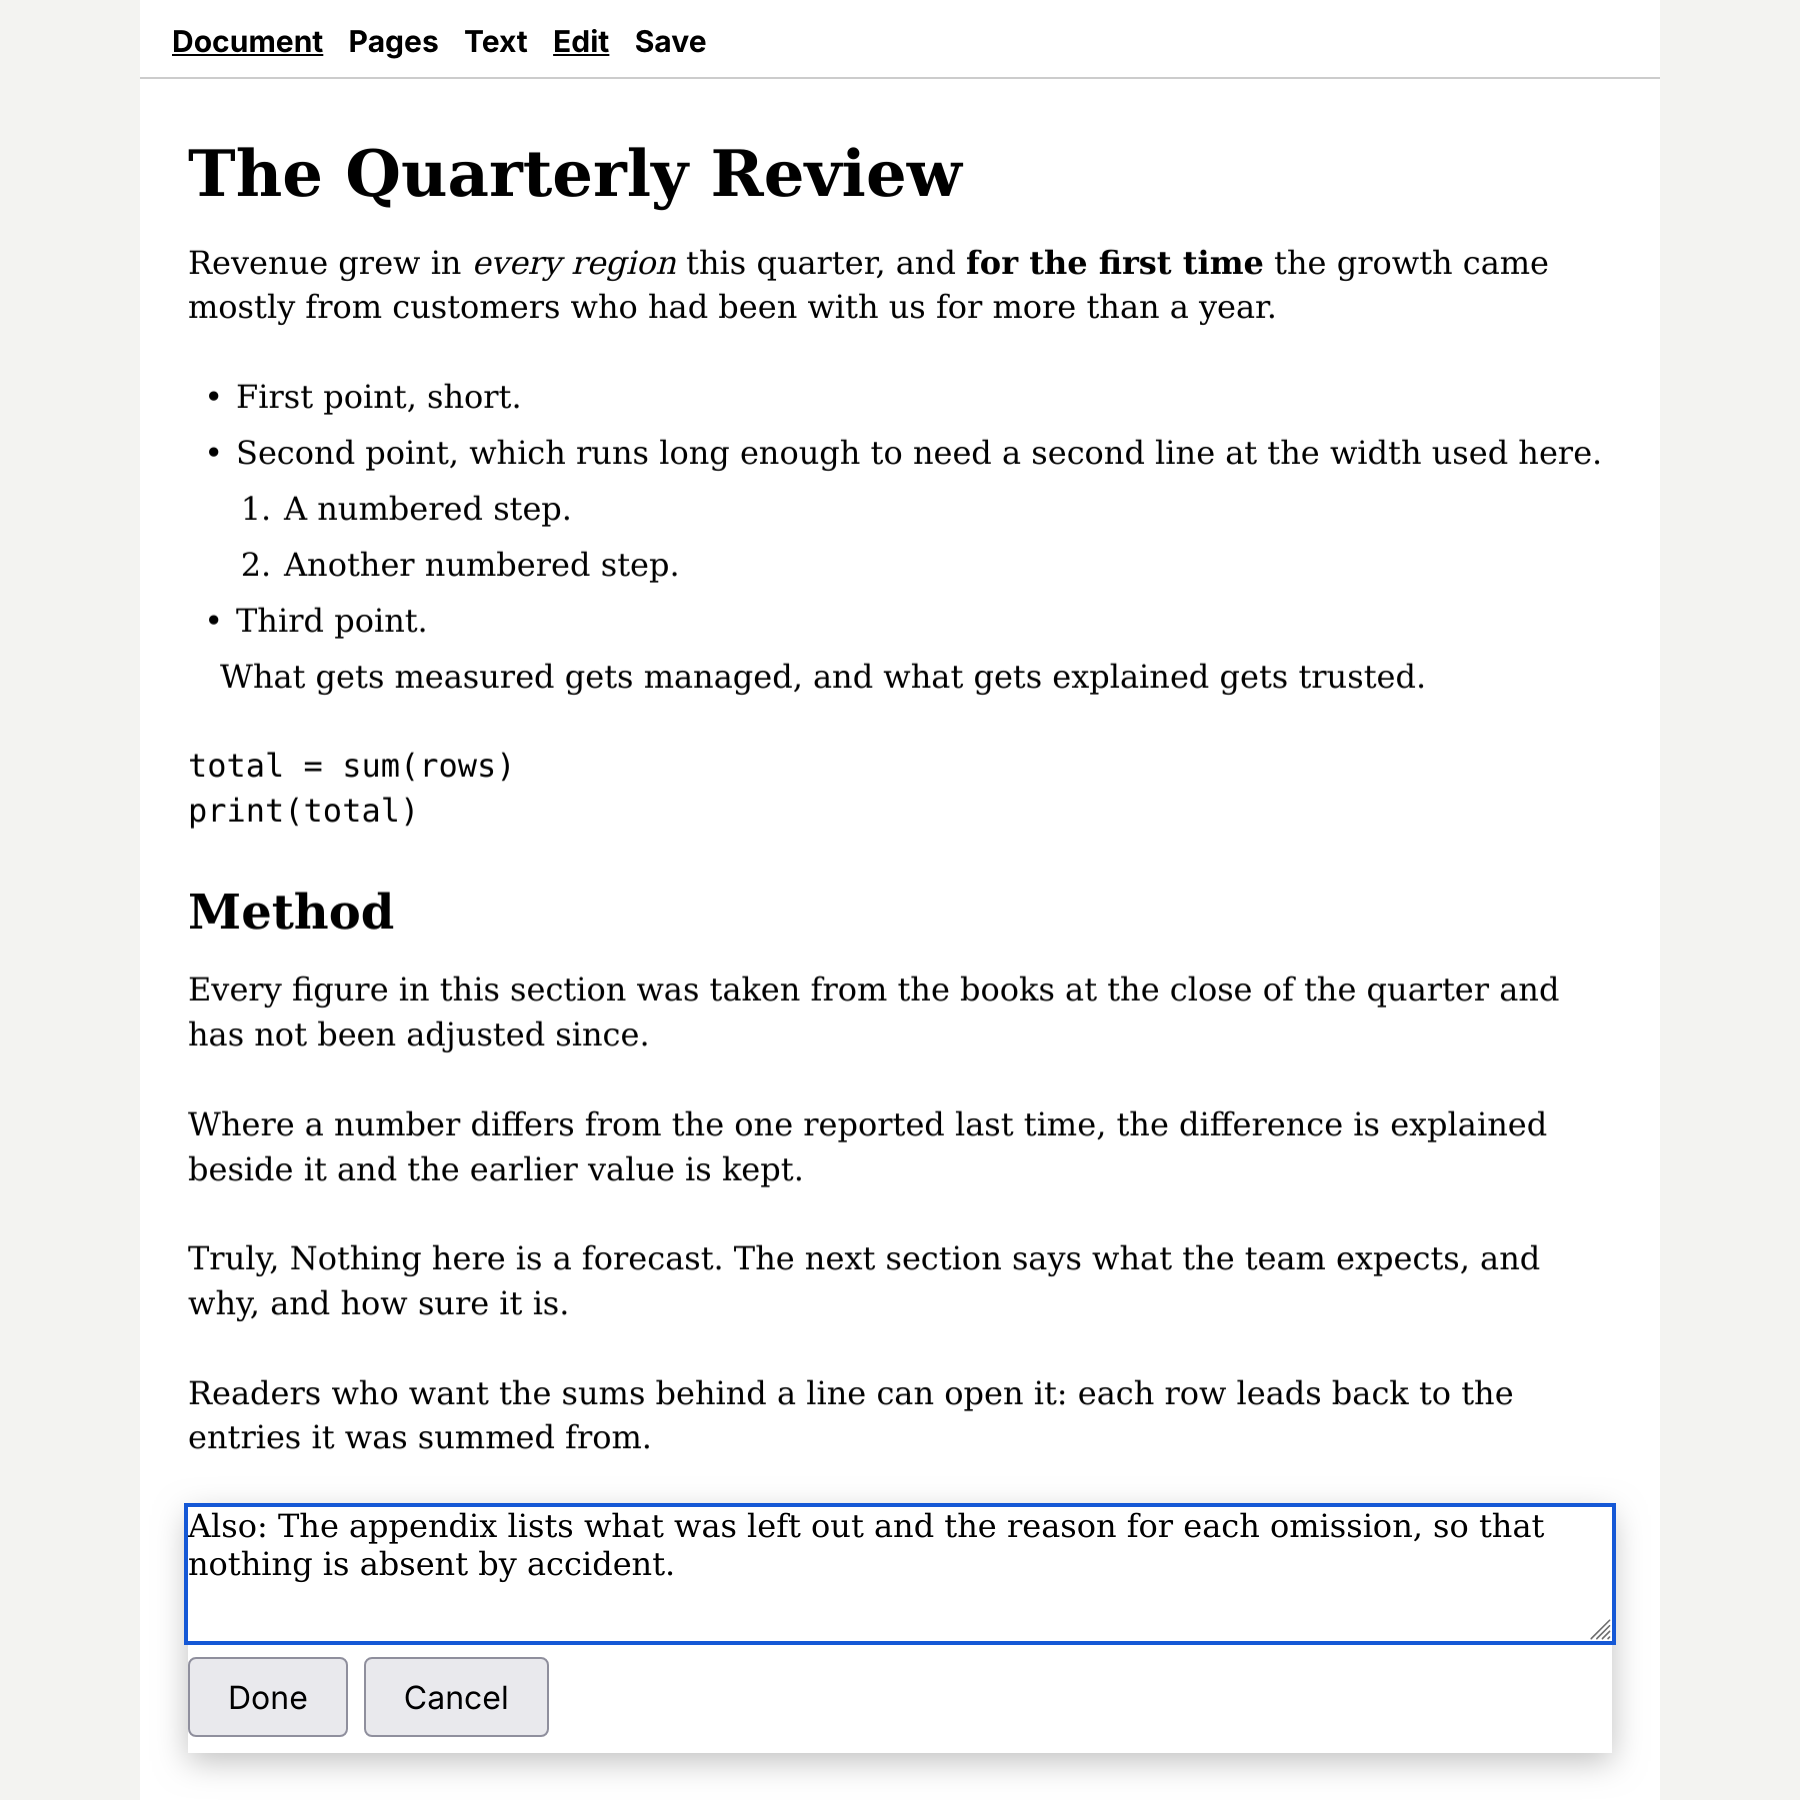 Document Pages Text Edit Save
The Quarterly Review
Revenue grew in every region this quarter, and for the first time the growth came
mostly from customers who had been with us for more than a year.
• First point, short.
• Second point, which runs long enough to need a second line at the width used here.
1. A numbered step.
2. Another numbered step.
• Third point.
What gets measured gets managed, and what gets explained gets trusted.
total = sum(rows)
print(total)
Method
Every figure in this section was taken from the books at the close of the quarter and
has not been adjusted since.
Where a number differs from the one reported last time, the difference is explained
beside it and the earlier value is kept.
Truly, Nothing here is a forecast. The next section says what the team expects, and
why, and how sure it is.
Readers who want the sums behind a line can open it: each row leads back to the
entries it was summed from.
Also: The appendix lists what was left out and the reason for each omission, so that
nothing is absent by accident.
Done Cancel